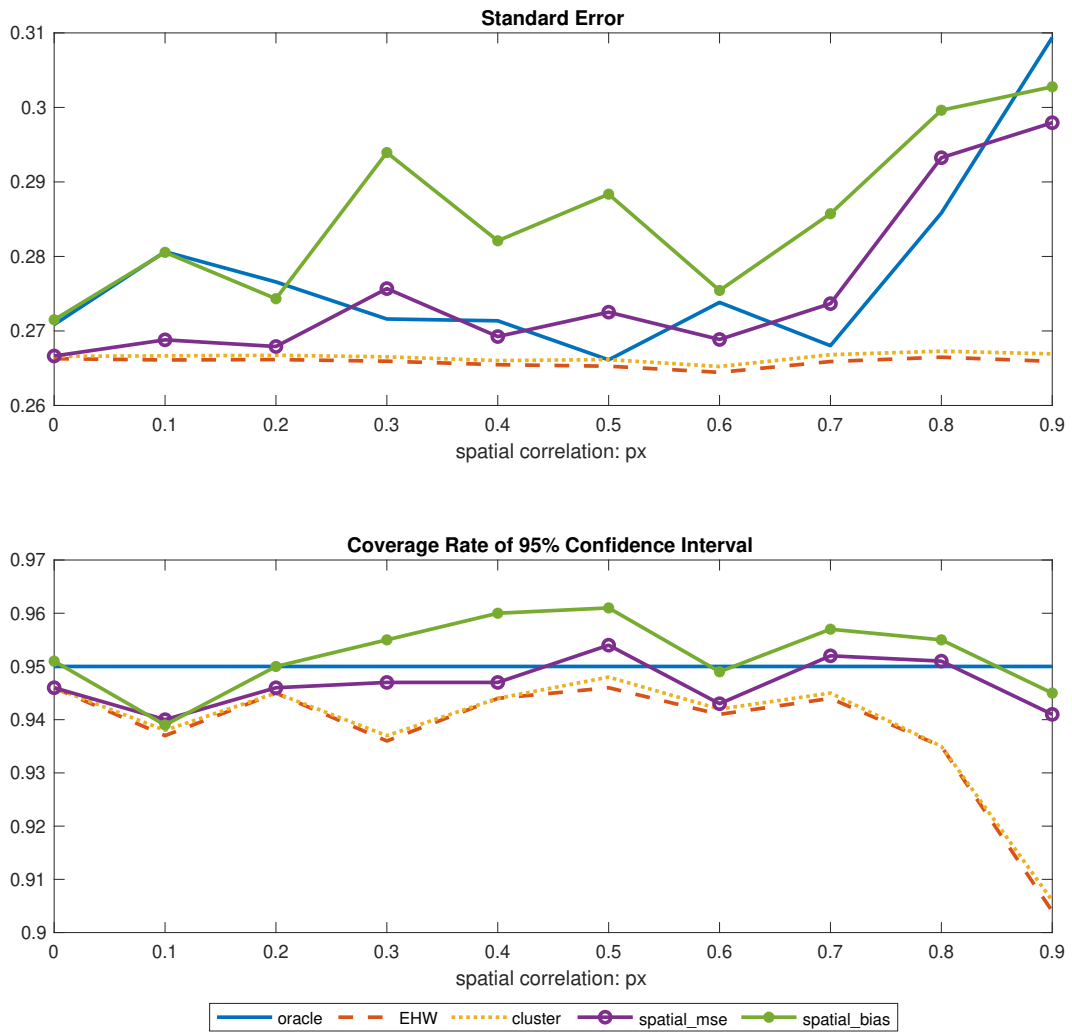 Standard Error
0.31
0.3
0.29
0.28
0.27
0.26
0 0.1 0.2 0.3 0.4 0.5 0.6 0.7 0.8 0.9
spatial correlation: px
Coverage Rate of 95% Confidence Interval
0.97
0.96
0.95
0.94
0.93
0.92
0.91
0.9
0 0.1 0.2 0.3 0.4 0.5 0.6 0.7 0.8 0.9
spatial correlation: px
oracle EHW cluster spatial_mse spatial_bias